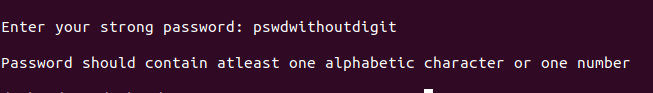 Enter your strong password: pswdwithoutdigit
Password should contain atleast one alphabetic character or one number